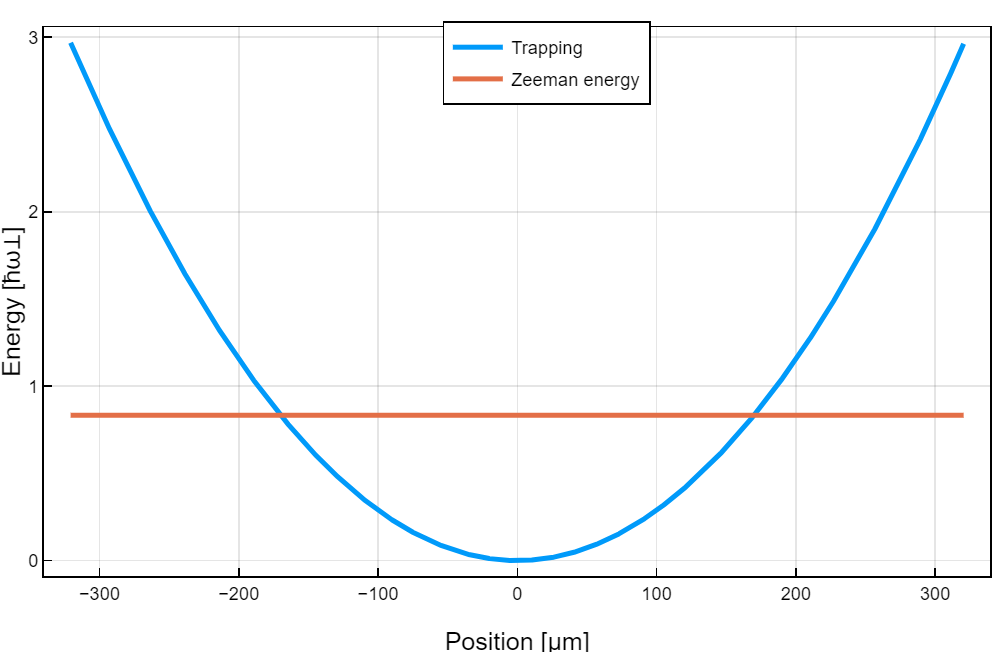 Trapping
Zeeman energy
Energy [ħω⊥]
3
2
1
0
−300
−200
−100
0
100
200
300
Position [μm]